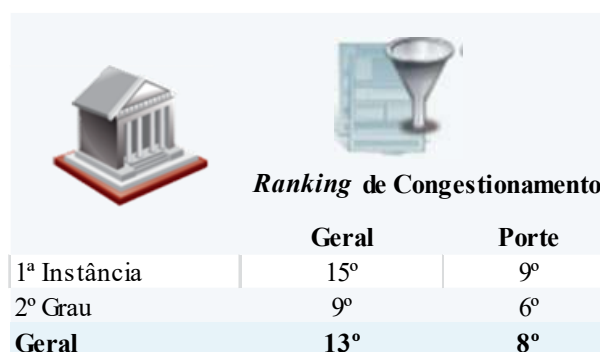 Ranking de Congestionamento
Geral Porte
1ª Instância 15º 9º
2º Grau 9º 6º
Geral 13º 8º